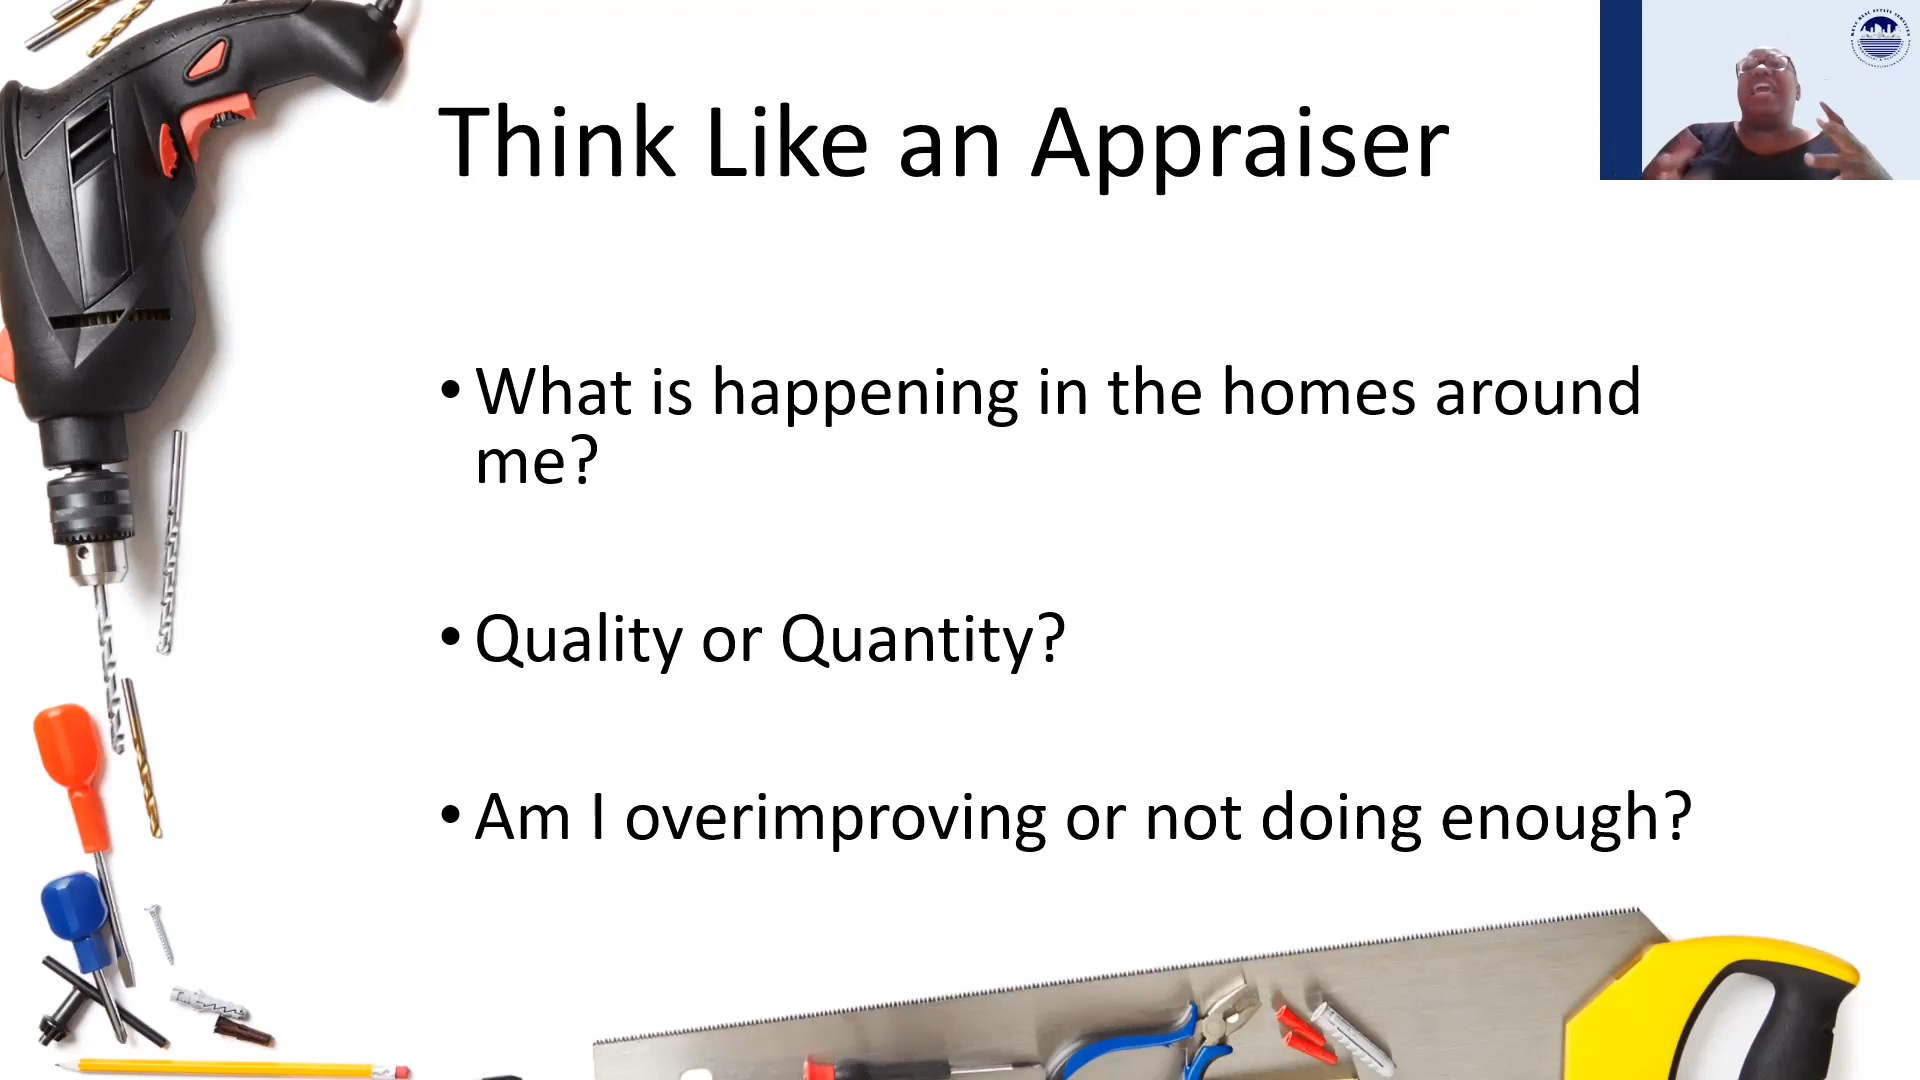 Think Like an Appraiser
• What is happening in the homes around
me?
• Quality or Quantity?
• Am I overimproving or not doing enough?